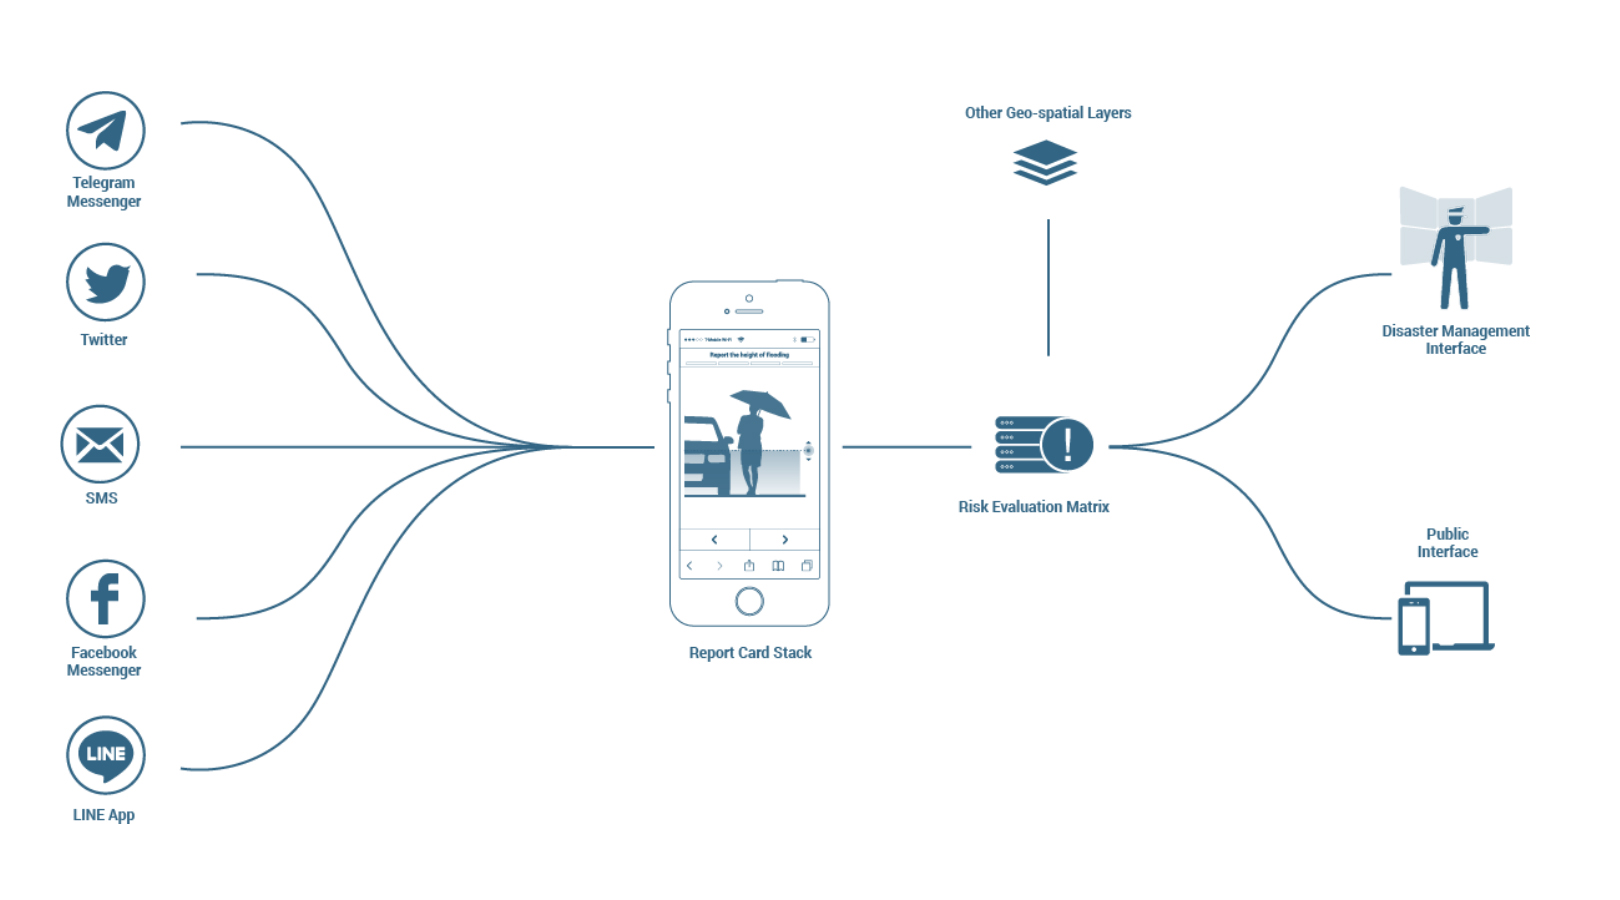 Telegram
Messenger
Twitter
SMS
Facebook
Messenger
LINE
LINE App
Report the height of flooding
Report Card Stack
Other Geo-spatial Layers
Risk Evaluation Matrix
Disaster Management
Interface
Public
Interface